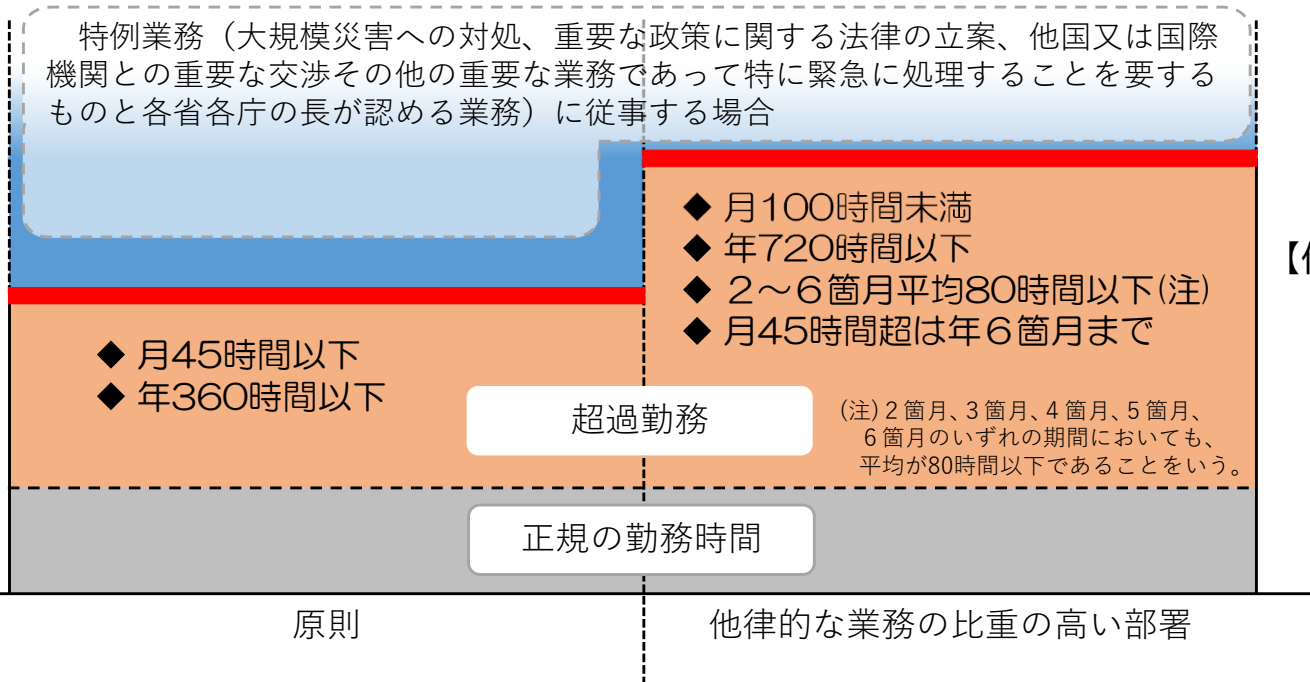 特例業務（大規模災害への対処、重要な政策に関する法律の立案、他国又は国際
機関との重要な交渉その他の重要な業務であって特に緊急に処理することを要する
ものと各省各庁の長が認める業務）に従事する場合
◆ 月45時間以下
◆ 年360時間以下
◆ 月100時間未満
◆ 年720時間以下
◆ ２～６箇月平均80時間以下(注)
◆ 月45時間超は年６箇月まで
(注)２箇月、３箇月、４箇月、５箇月、
６箇月のいずれの期間においても、
平均が80時間以下であることをいう。
超過勤務
正規の勤務時間
原則
他律的な業務の比重の高い部署